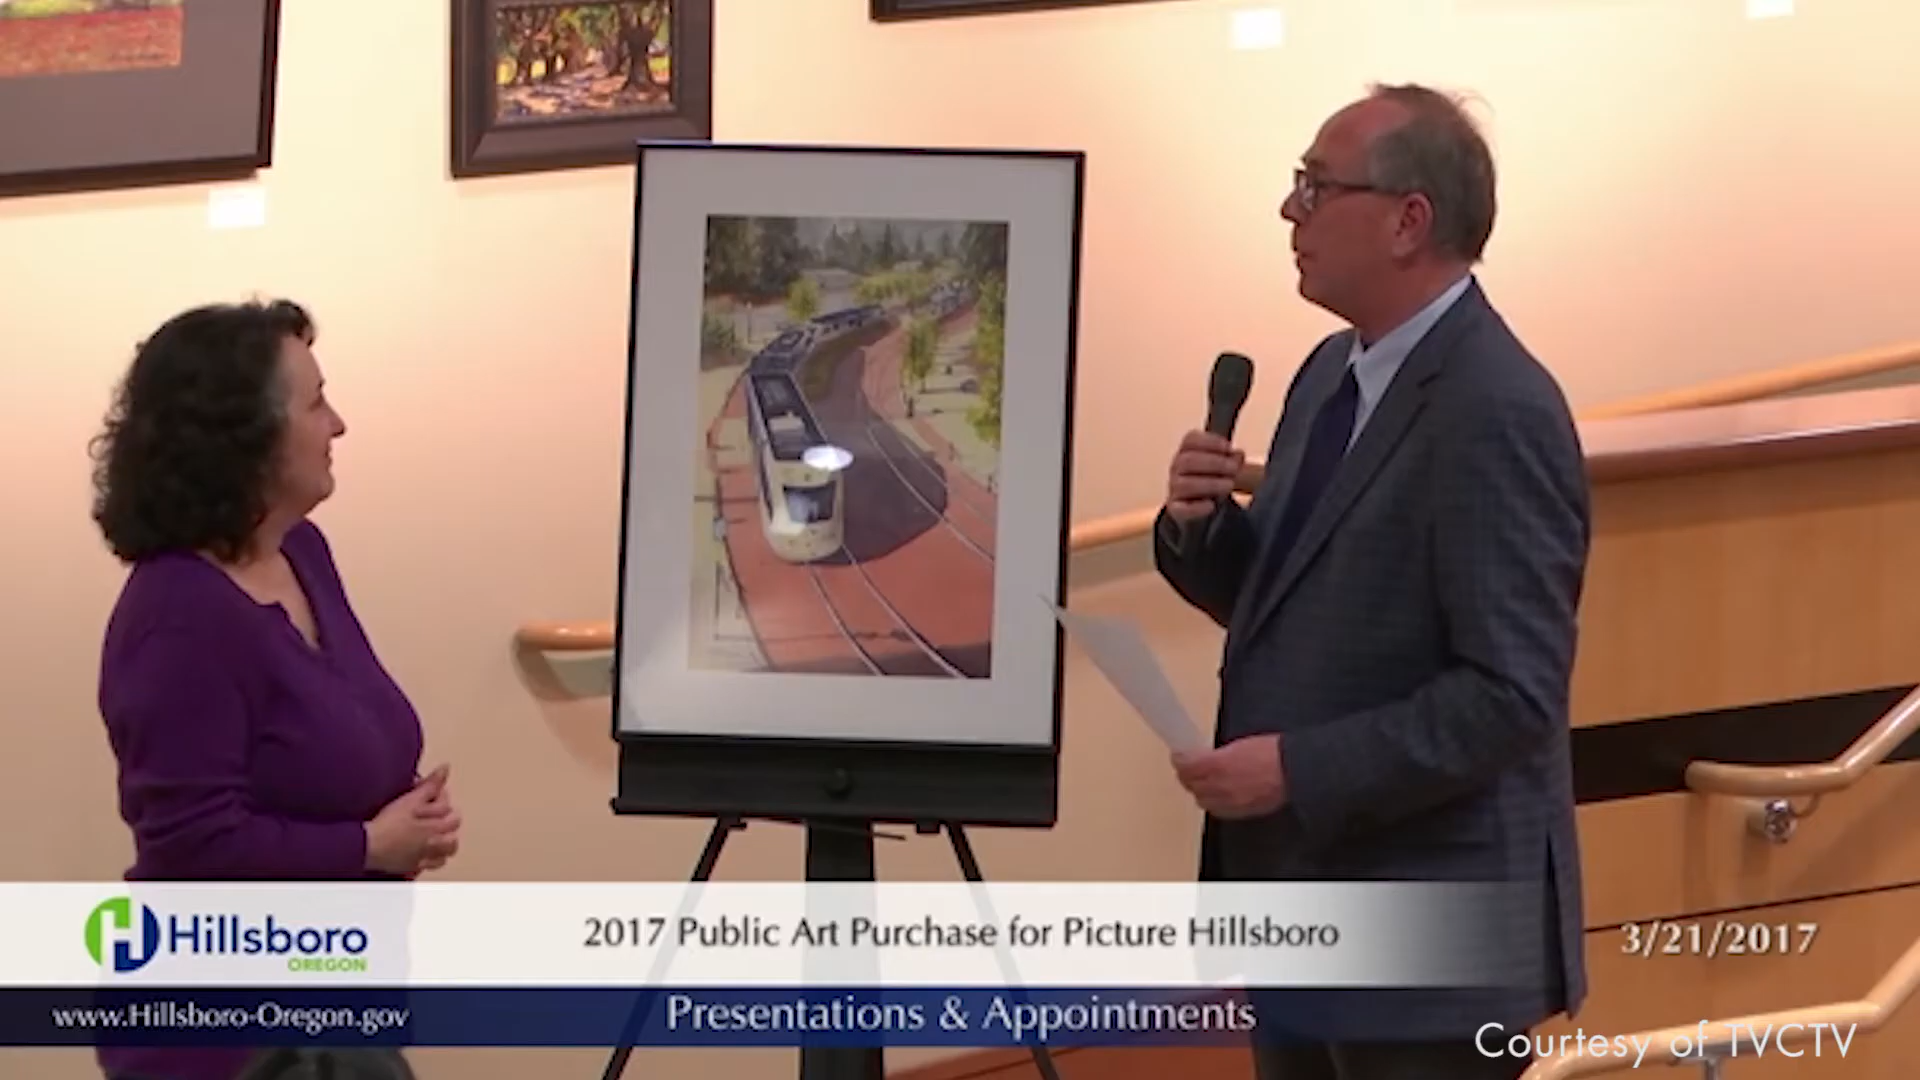 Hillsboro
OREGON
2017 Public Art Purchase for Picture Hillsboro
3/21/2017
www.Hillsboro-Oregon.gov
Presentations & Appointments
Courtesy of TVCTV